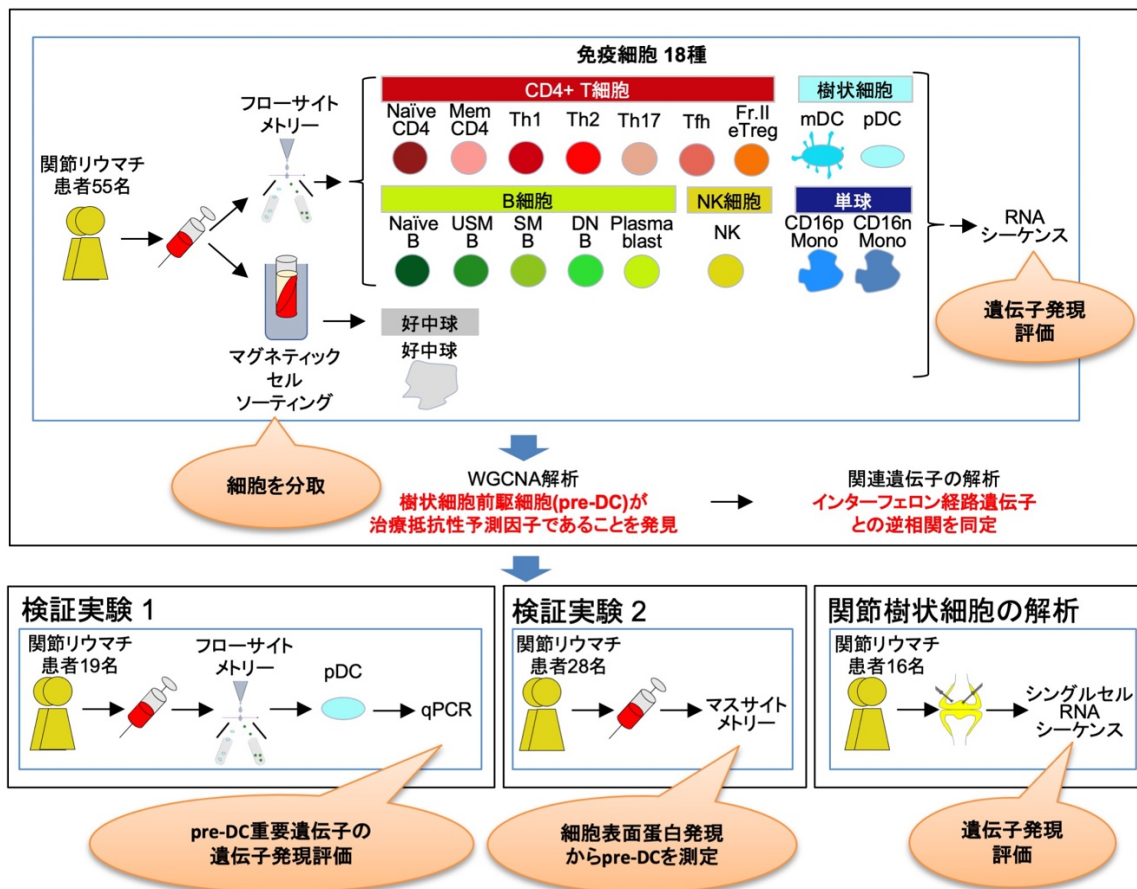 免疫細胞 18種
CD4+ T細胞
樹状細胞
フローサイト
メトリー
Naïve
CD4
Mem
CD4
Th1
Th2
Th17
Tfh
Fr.II
eTreg
mDC
pDC
関節リウマチ
患者55名
B細胞
NK細胞
単球
Naïve
B
USM
B
SM
B
DN
B
Plasma
blast
NK
CD16p
Mono
CD16n
Mono
RNA
シーケンス
遺伝子発現
評価
好中球
好中球
マグネティック
セル
ソーティング
細胞を分取
WGCNA解析
樹状細胞前駆細胞(pre-DC)が
治療抵抗性予測因子であることを発見
関連遺伝子の解析
インターフェロン経路遺伝子
との逆相関を同定
検証実験 1
関節リウマチ
患者19名
フローサイト
メトリー
pDC
qPCR
pre-DC重要遺伝子の
遺伝子発現評価
検証実験 2
関節リウマチ
患者28名
マスサイト
メトリー
細胞表面蛋白発現
からpre-DCを測定
関節樹状細胞の解析
関節リウマチ
患者16名
シングルセル
RNA
シーケンス
遺伝子発現
評価